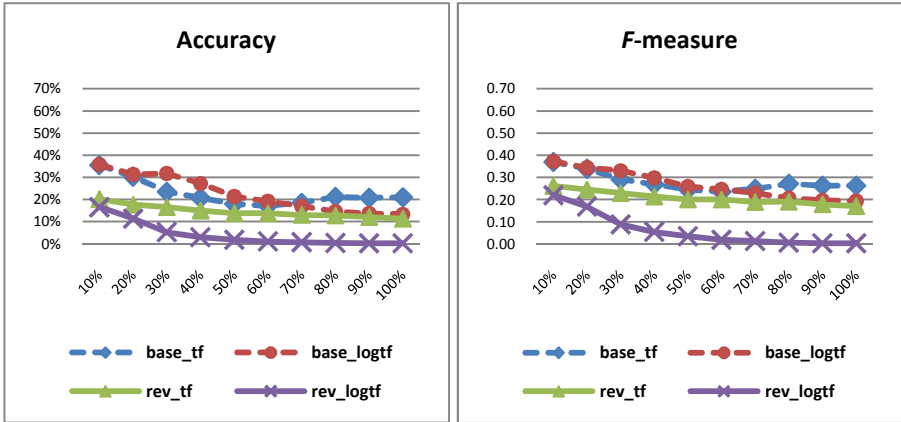 Accuracy
70%
60%
50%
40%
30%
20%
10%
0%
10% 20% 30% 40% 50% 60% 70% 80% 90% 100%
base_tf base_logtf
rev_tf rev_logtf
F-measure
0.70
0.60
0.50
0.40
0.30
0.20
0.10
0.00
10% 20% 30% 40% 50% 60% 70% 80% 90% 100%
base_tf base_logtf
rev_tf rev_logtf